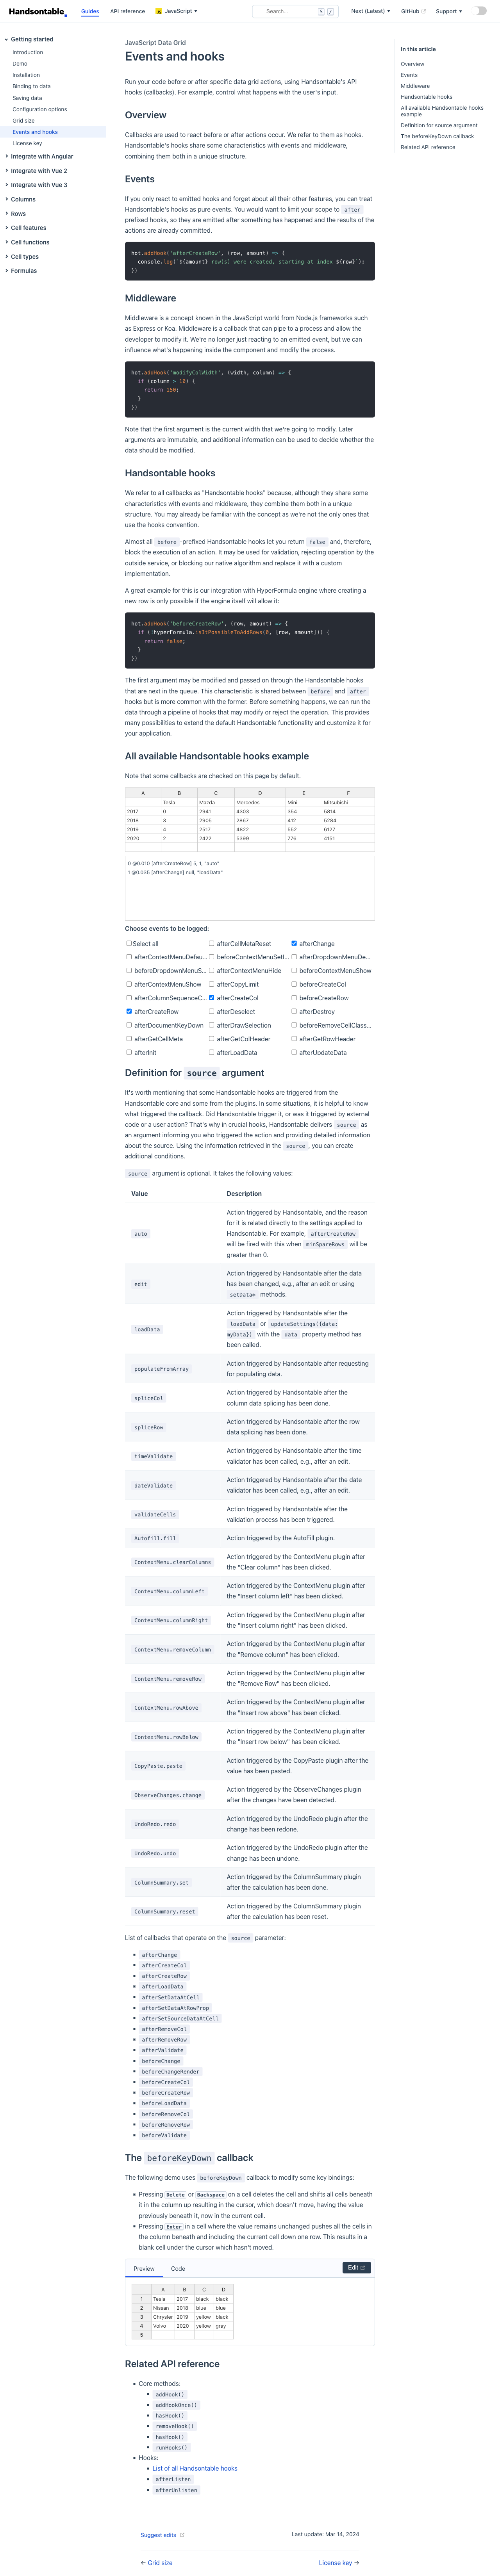 Handsontable
Guides
API reference
JavaScript
Search...
Next (Latest)
GitHub
Support
Getting started
Introduction
Demo
Installation
Binding to data
Saving data
Configuration options
Grid size
Events and hooks
License key
Integrate with Angular
Integrate with Vue 2
Integrate with Vue 3
Columns
Rows
Cell features
Cell functions
Cell types
Formulas
In this article
Overview
Events
Middleware
Handsontable hooks
All available Handsontable hooks
example
Definition for source argument
The beforeKeyDown callback
Related API reference
JavaScript Data Grid
Events and hooks
Run your code before or after specific data grid actions, using Handsontable's API
hooks (callbacks). For example, control what happens with the user's input.
Overview
Callbacks are used to react before or after actions occur. We refer to them as hooks.
Handsontable's hooks share some characteristics with events and middleware,
combining them both in a unique structure.
Events
If you only react to emitted hooks and forget about all their other features, you can treat
Handsontable's hooks as pure events. You would want to limit your scope to after
prefixed hooks, so they are emitted after something has happened and the results of the
actions are already committed.
hot.addHook('afterCreateRow', (row, amount) => {
console.log(`${amount} row(s) were created, starting at index ${row}`);
})
Middleware
Middleware is a concept known in the JavaScript world from Node.js frameworks such
as Express or Koa. Middleware is a callback that can pipe to a process and allow the
developer to modify it. We're no longer just reacting to an emitted event, but we can
influence what's happening inside the component and modify the process.
hot.addHook('modifyColWidth', (width, column) => {
if (column > 10) {
return 150;
}
})
Note that the first argument is the current width that we're going to modify. Later
arguments are immutable, and additional information can be used to decide whether the
data should be modified.
Handsontable hooks
We refer to all callbacks as "Handsontable hooks" because, although they share some
characteristics with events and middleware, they combine them both in a unique
structure. You may already be familiar with the concept as we're not the only ones that
use the hooks convention.
Almost all before -prefixed Handsontable hooks let you return false and, therefore,
block the execution of an action. It may be used for validation, rejecting operation by the
outside service, or blocking our native algorithm and replace it with a custom
implementation.
A great example for this is our integration with HyperFormula engine where creating a
new row is only possible if the engine itself will allow it:
hot.addHook('beforeCreateRow', (row, amount) => {
if (!hyperFormula.isItPossibleToAddRows(0, [row, amount])) {
return false;
}
})
The first argument may be modified and passed on through the Handsontable hooks
that are next in the queue. This characteristic is shared between before and after
hooks but is more common with the former. Before something happens, we can run the
data through a pipeline of hooks that may modify or reject the operation. This provides
many possibilities to extend the default Handsontable functionality and customize it for
your application.
All available Handsontable hooks example
Note that some callbacks are checked on this page by default.
A B C D E F
Tesla Mazda Mercedes Mini Mitsubishi
2017 0 2941 4303 354 5814
2018 3 2905 2867 412 5284
2019 4 2517 4822 552 6127
2020 2 2422 5399 776 4151
0 @0.010 [afterCreateRow] 5, 1, "auto"
1 @0.035 [afterChange] null, "loadData"
Choose events to be logged:
Select all afterCellMetaReset afterChange
afterContextMenuDefau... beforeContextMenuSetI... afterDropdownMenuDe...
beforeDropdownMenuS... afterContextMenuHide beforeContextMenuShow
afterContextMenuShow afterCopyLimit beforeCreateCol
afterColumnSequenceC... afterCreateCol beforeCreateRow
afterCreateRow afterDeselect afterDestroy
afterDocumentKeyDown afterDrawSelection beforeRemoveCellClass...
afterGetCellMeta afterGetColHeader afterGetRowHeader
afterInit afterLoadData afterUpdateData
Definition for source argument
It's worth mentioning that some Handsontable hooks are triggered from the
Handsontable core and some from the plugins. In some situations, it is helpful to know
what triggered the callback. Did Handsontable trigger it, or was it triggered by external
code or a user action? That's why in crucial hooks, Handsontable delivers source as
an argument informing you who triggered the action and providing detailed information
about the source. Using the information retrieved in the source , you can create
additional conditions.
source argument is optional. It takes the following values:
Value Description
auto
Action triggered by Handsontable, and the reason
for it is related directly to the settings applied to
Handsontable. For example, afterCreateRow
will be fired with this when minSpareRows will be
greater than 0.
edit
Action triggered by Handsontable after the data
has been changed, e.g., after an edit or using
setData* methods.
loadData
Action triggered by Handsontable after the
loadData or updateSettings({data:
myData}) with the data property method has
been called.
populateFromArray
Action triggered by Handsontable after requesting
for populating data.
spliceCol
Action triggered by Handsontable after the
column data splicing has been done.
spliceRow
Action triggered by Handsontable after the row
data splicing has been done.
timeValidate
Action triggered by Handsontable after the time
validator has been called, e.g., after an edit.
dateValidate
Action triggered by Handsontable after the date
validator has been called, e.g., after an edit.
validateCells
Action triggered by Handsontable after the
validation process has been triggered.
Autofill.fill
Action triggered by the AutoFill plugin.
ContextMenu.clearColumns
Action triggered by the ContextMenu plugin after
the "Clear column" has been clicked.
ContextMenu.columnLeft
Action triggered by the ContextMenu plugin after
the "Insert column left" has been clicked.
ContextMenu.columnRight
Action triggered by the ContextMenu plugin after
the "Insert column right" has been clicked.
ContextMenu.removeColumn
Action triggered by the ContextMenu plugin after
the "Remove column" has been clicked.
ContextMenu.removeRow
Action triggered by the ContextMenu plugin after
the "Remove Row" has been clicked.
ContextMenu.rowAbove
Action triggered by the ContextMenu plugin after
the "Insert row above" has been clicked.
ContextMenu.rowBelow
Action triggered by the ContextMenu plugin after
the "Insert row below" has been clicked.
CopyPaste.paste
Action triggered by the CopyPaste plugin after the
value has been pasted.
ObserveChanges.change
Action triggered by the ObserveChanges plugin
after the changes have been detected.
UndoRedo.redo
Action triggered by the UndoRedo plugin after the
change has been redone.
UndoRedo.undo
Action triggered by the UndoRedo plugin after the
change has been undone.
ColumnSummary.set
Action triggered by the ColumnSummary plugin
after the calculation has been done.
ColumnSummary.reset
Action triggered by the ColumnSummary plugin
after the calculation has been reset.
List of callbacks that operate on the source parameter:
afterChange
afterCreateCol
afterCreateRow
afterLoadData
afterSetDataAtCell
afterSetDataAtRowProp
afterSetSourceDataAtCell
afterRemoveCol
afterRemoveRow
afterValidate
beforeChange
beforeChangeRender
beforeCreateCol
beforeCreateRow
beforeLoadData
beforeRemoveCol
beforeRemoveRow
beforeValidate
The beforeKeyDown callback
The following demo uses beforeKeyDown callback to modify some key bindings:
Pressing Delete or Backspace on a cell deletes the cell and shifts all cells beneath
it in the column up resulting in the cursor, which doesn't move, having the value
previously beneath it, now in the current cell.
Pressing Enter in a cell where the value remains unchanged pushes all the cells in
the column beneath and including the current cell down one row. This results in a
blank cell under the cursor which hasn't moved.
Preview
Code
Edit
A B C D
1 Tesla 2017 black black
2 Nissan 2018 blue blue
3 Chrysler 2019 yellow black
4 Volvo 2020 yellow gray
5
Related API reference
Core methods:
addHook()
addHookOnce()
hasHook()
removeHook()
hasHook()
runHooks()
Hooks:
List of all Handsontable hooks
afterListen
afterUnlisten
Suggest edits
Last update: Mar 14, 2024
← Grid size
License key →